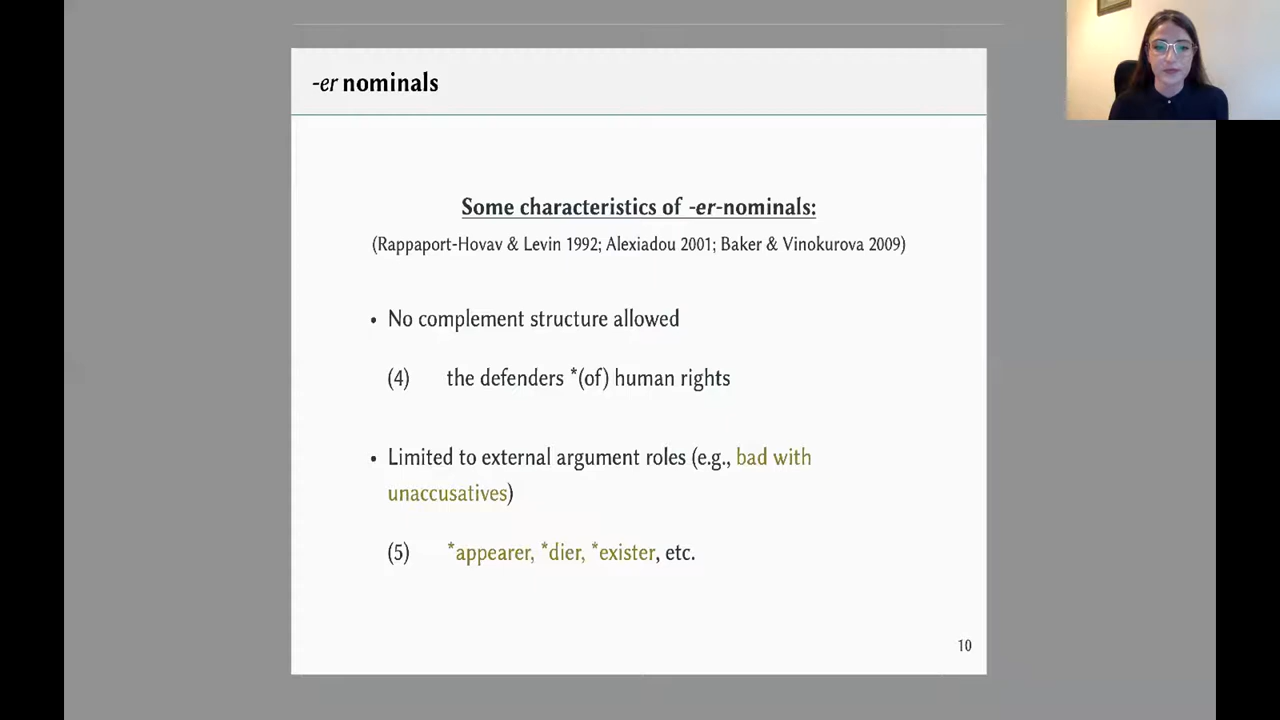 -er nominals
Some characteristics of -er-nominals:
(Rappaport-Hovav & Levin 1992; Alexiadou 2001; Baker & Vinokurova 2009)
• No complement structure allowed
(4) the defenders *(of) human rights
• Limited to external argument roles (e.g., bad with
unaccusatives)
(5) *appearer, *dier, *exister, etc.
10